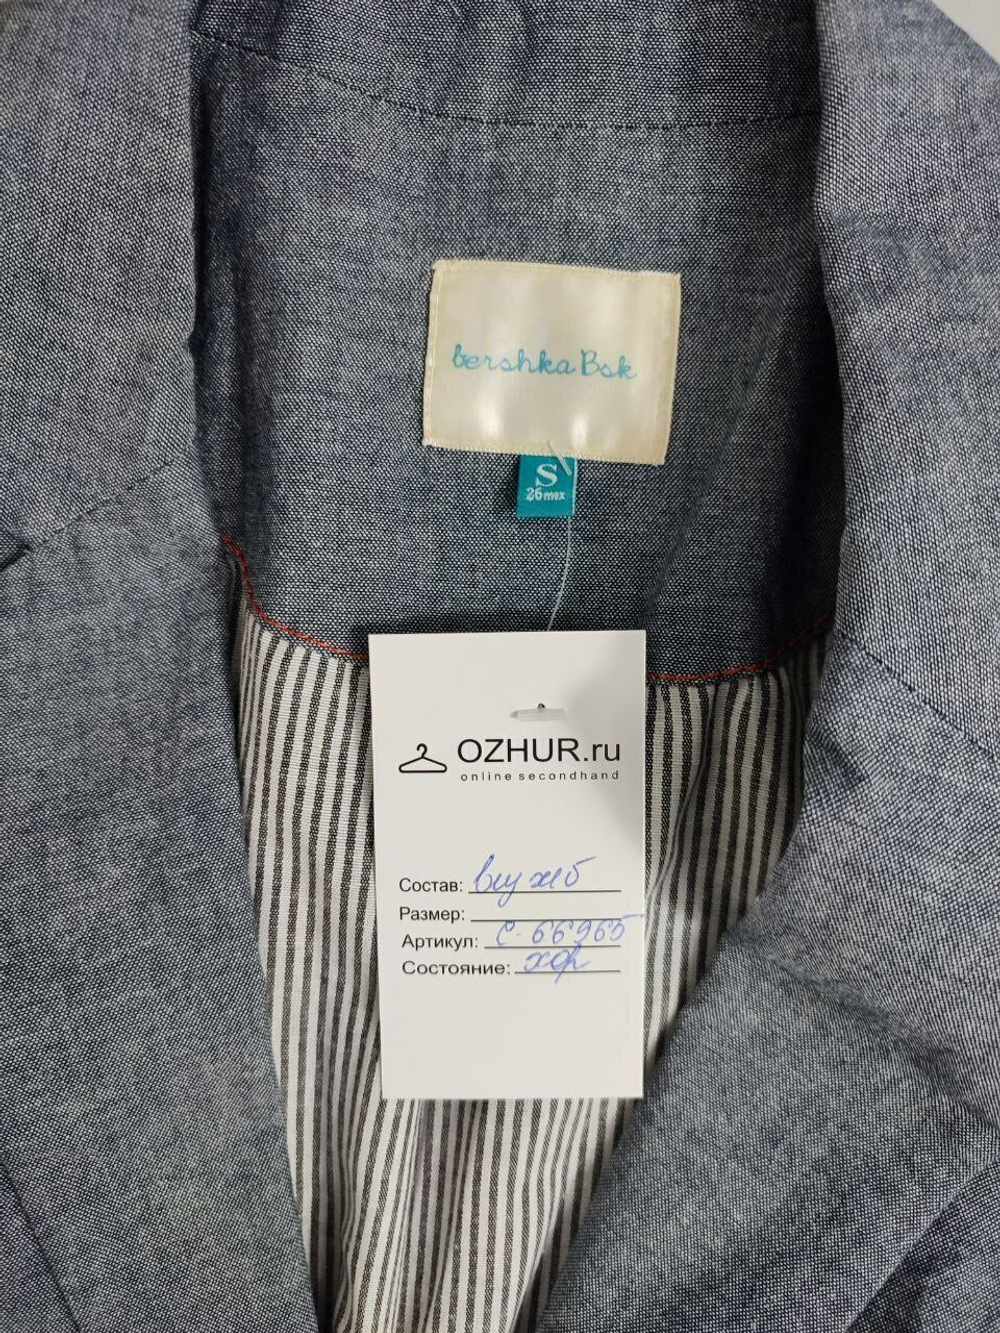 bershka Bsk
S
26mex
OZHUR.ru
online secondhand
Состав: виу хлб
Размер:
Артикул: С-66965
Состояние: хор